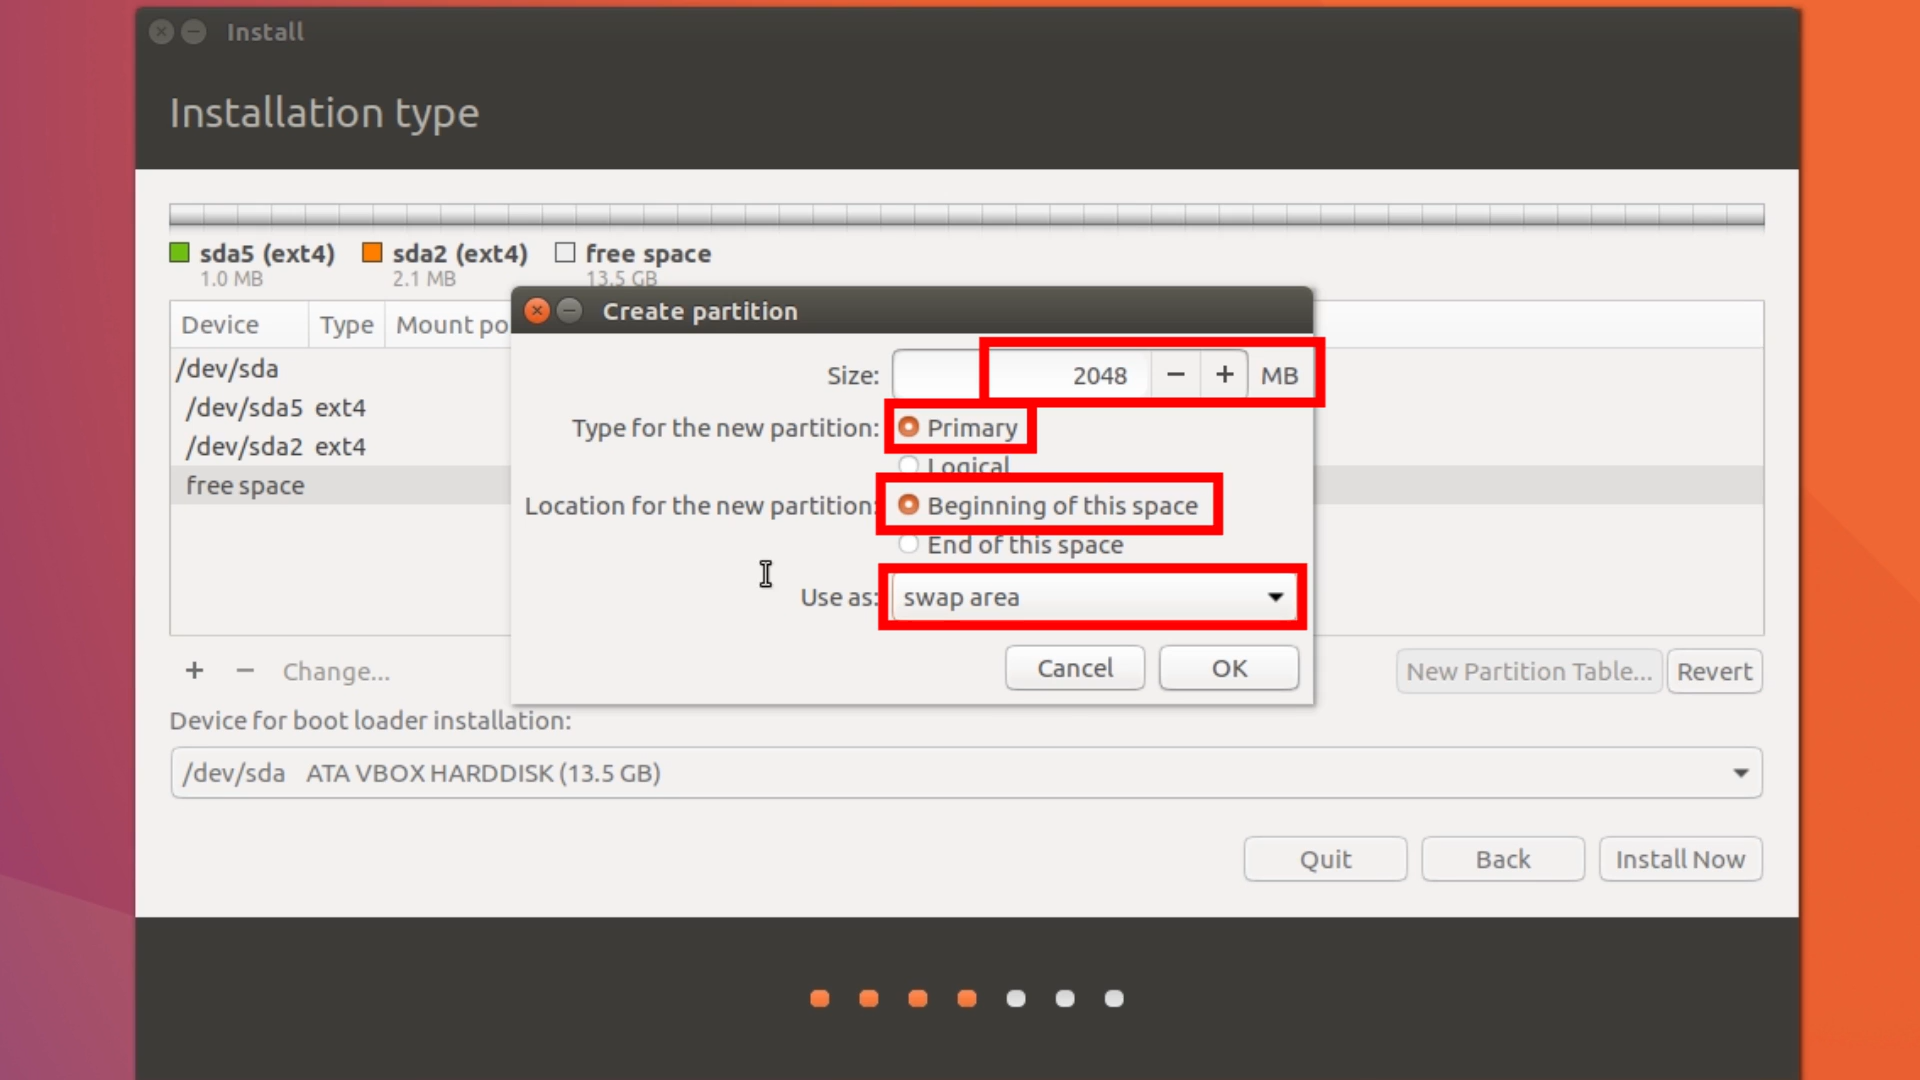 Install
Installation type
sda5 (ext4) sda2 (ext4) free space
1.0 MB 2.1 MB 13.5 GB
Device Type Mount po
Create partition
Size: 2048 − + MB
/dev/sda
/dev/sda5 ext4
/dev/sda2 ext4
free space
Type for the new partition: Primary
Logical
Location for the new partition: Beginning of this space
End of this space
Use as: swap area
Cancel OK
+ − Change... New Partition Table... Revert
Device for boot loader installation:
/dev/sda ATA VBOX HARDDISK (13.5 GB)
Quit Back Install Now